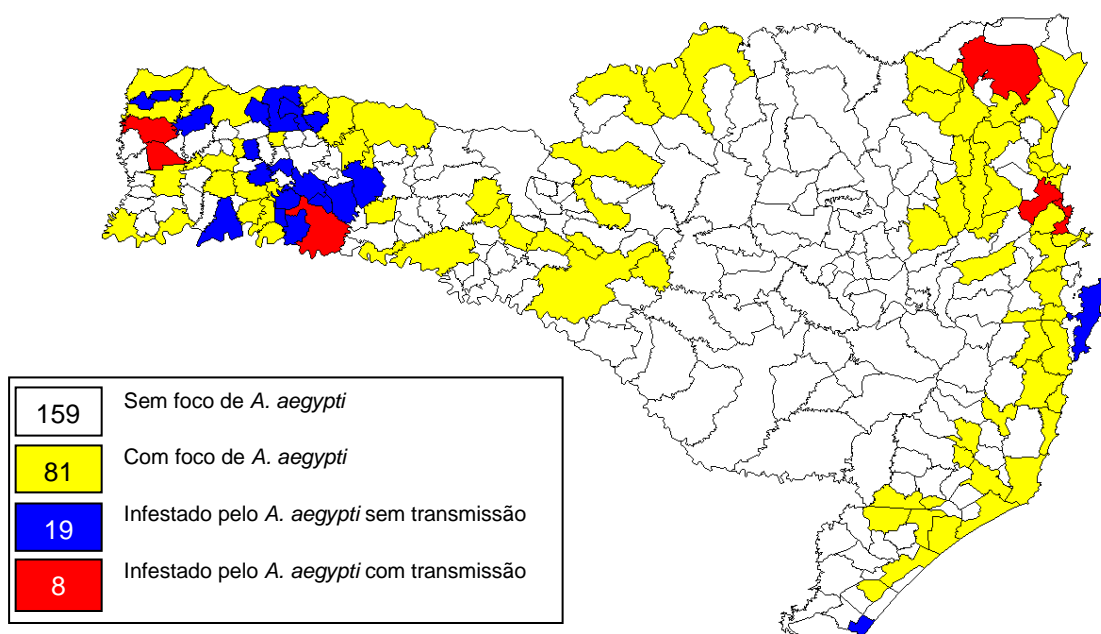 159 Sem foco de A. aegypti
81 Com foco de A. aegypti
19 Infestado pelo A. aegypti sem transmissão
8 Infestado pelo A. aegypti com transmissão